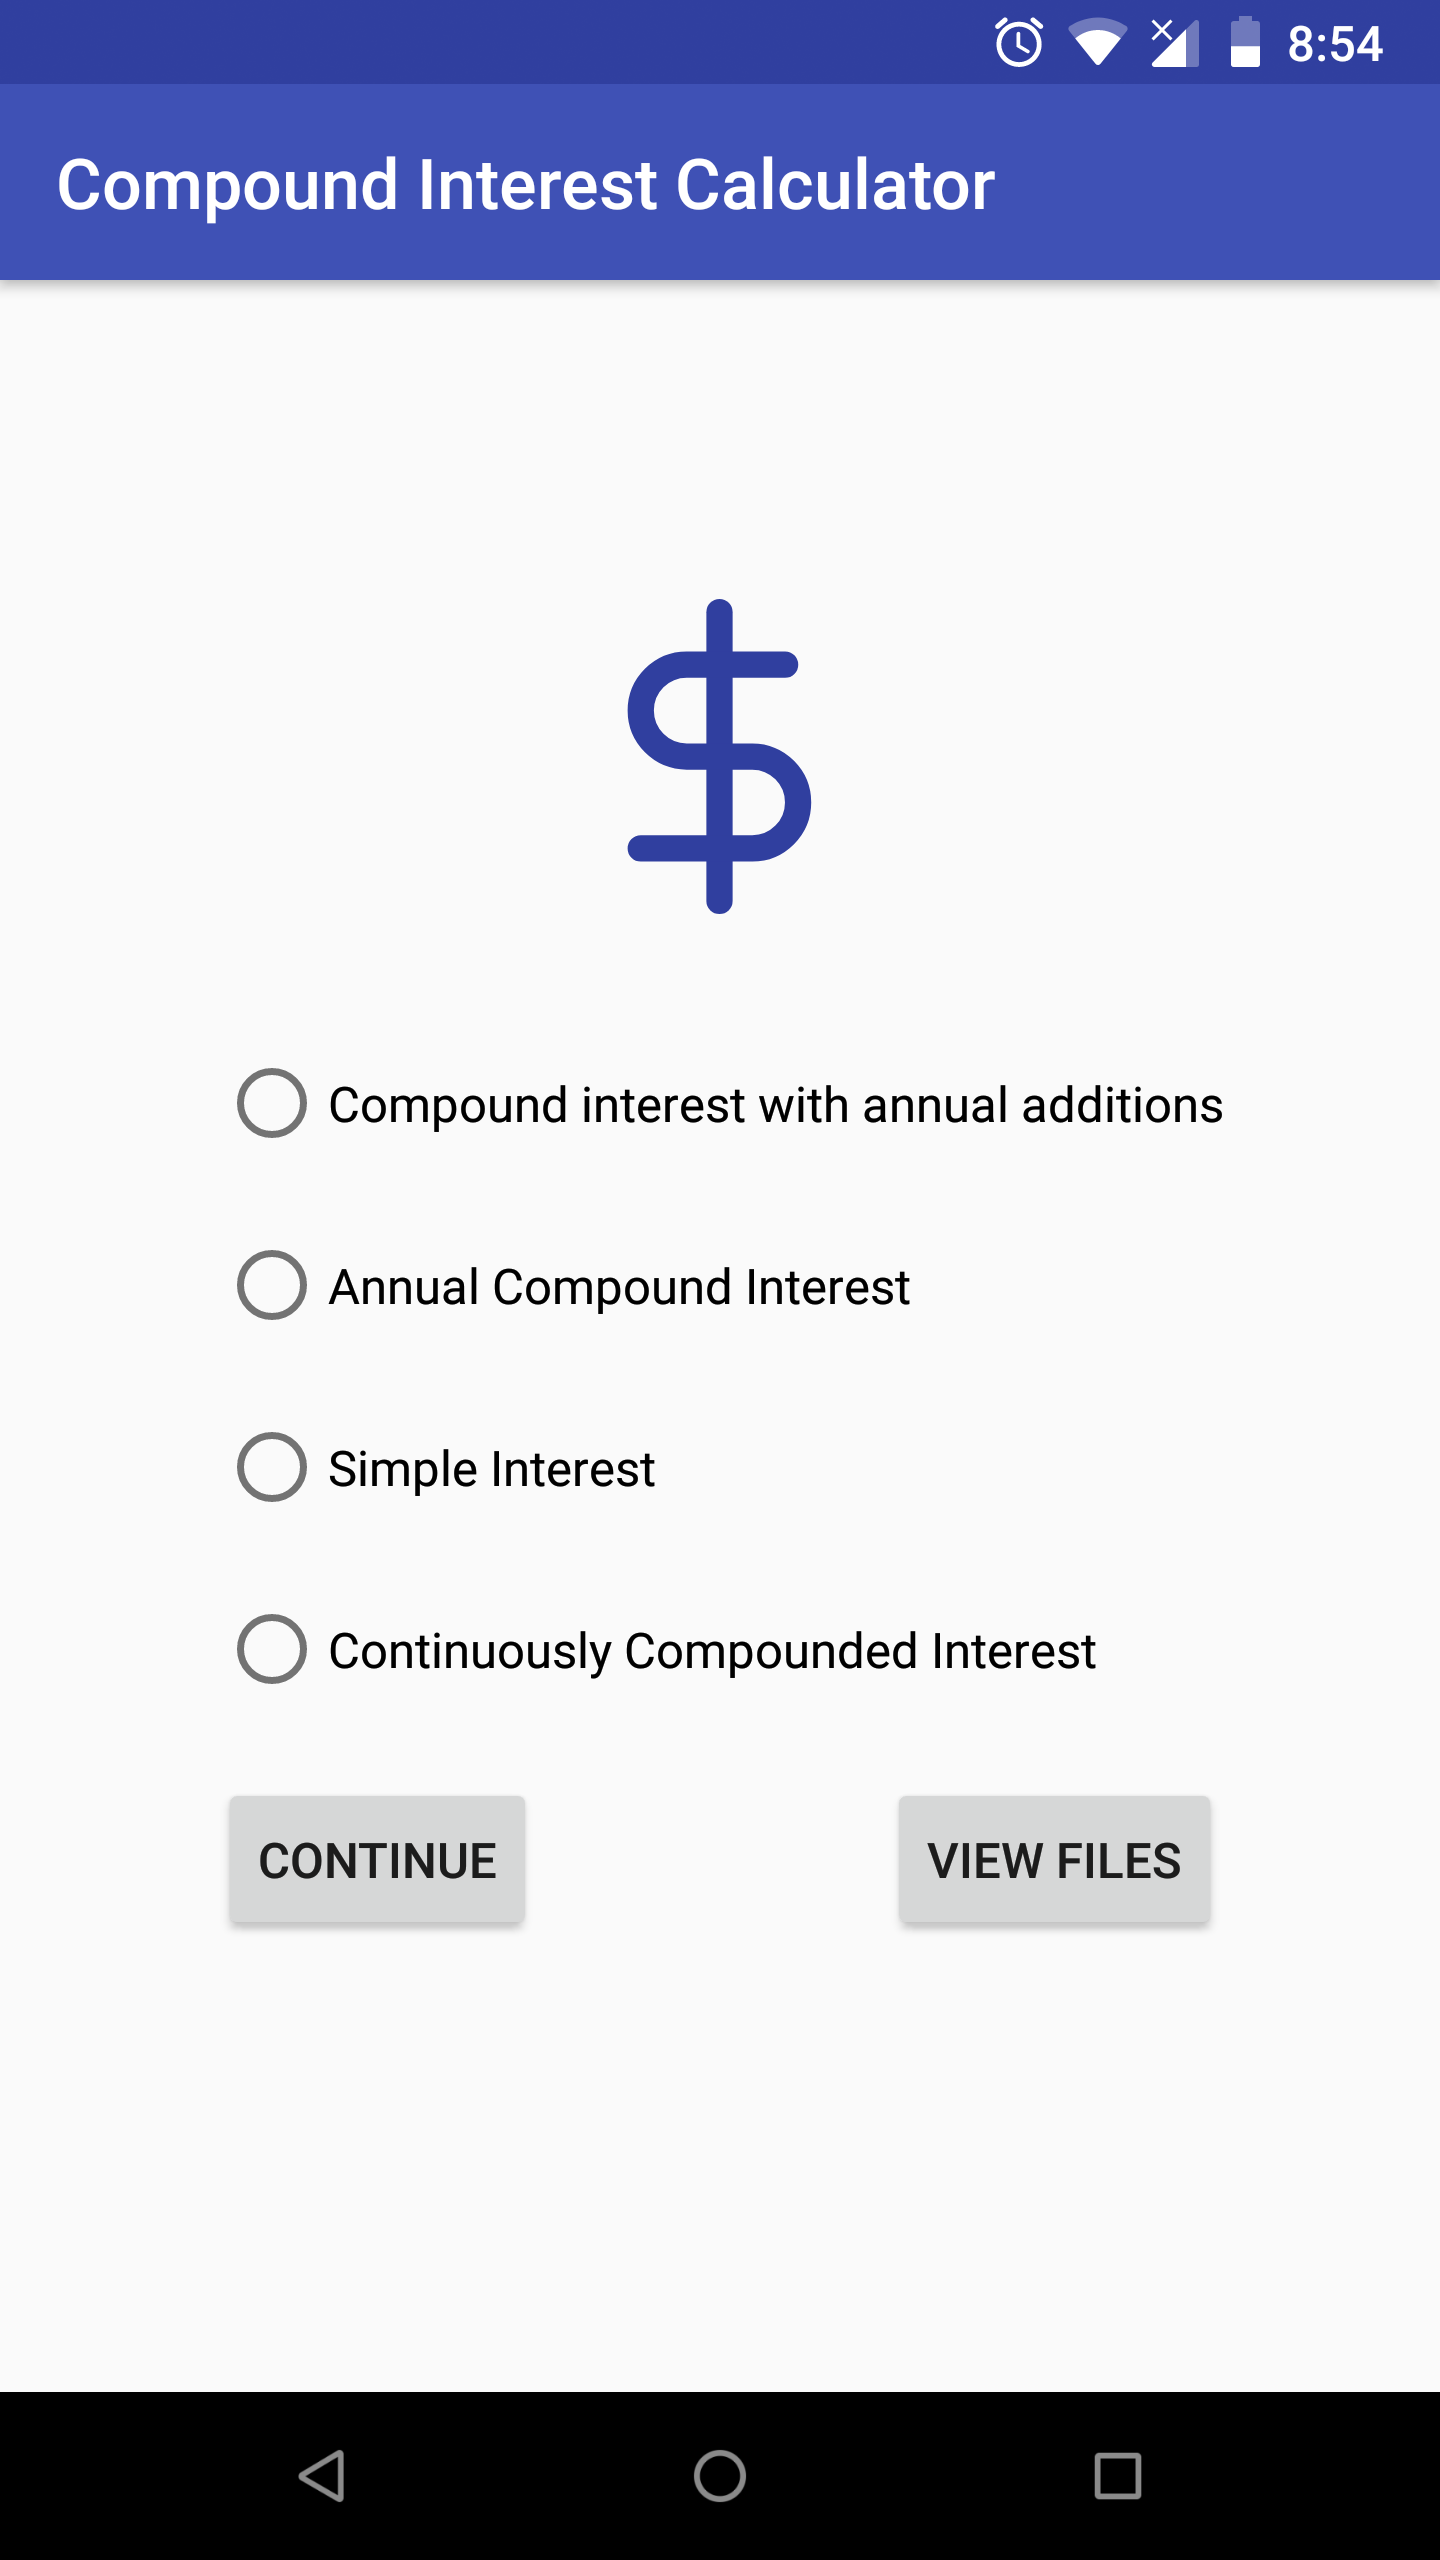 8:54
Compound Interest Calculator
Compound interest with annual additions
Annual Compound Interest
Simple Interest
Continuously Compounded Interest
CONTINUE
VIEW FILES